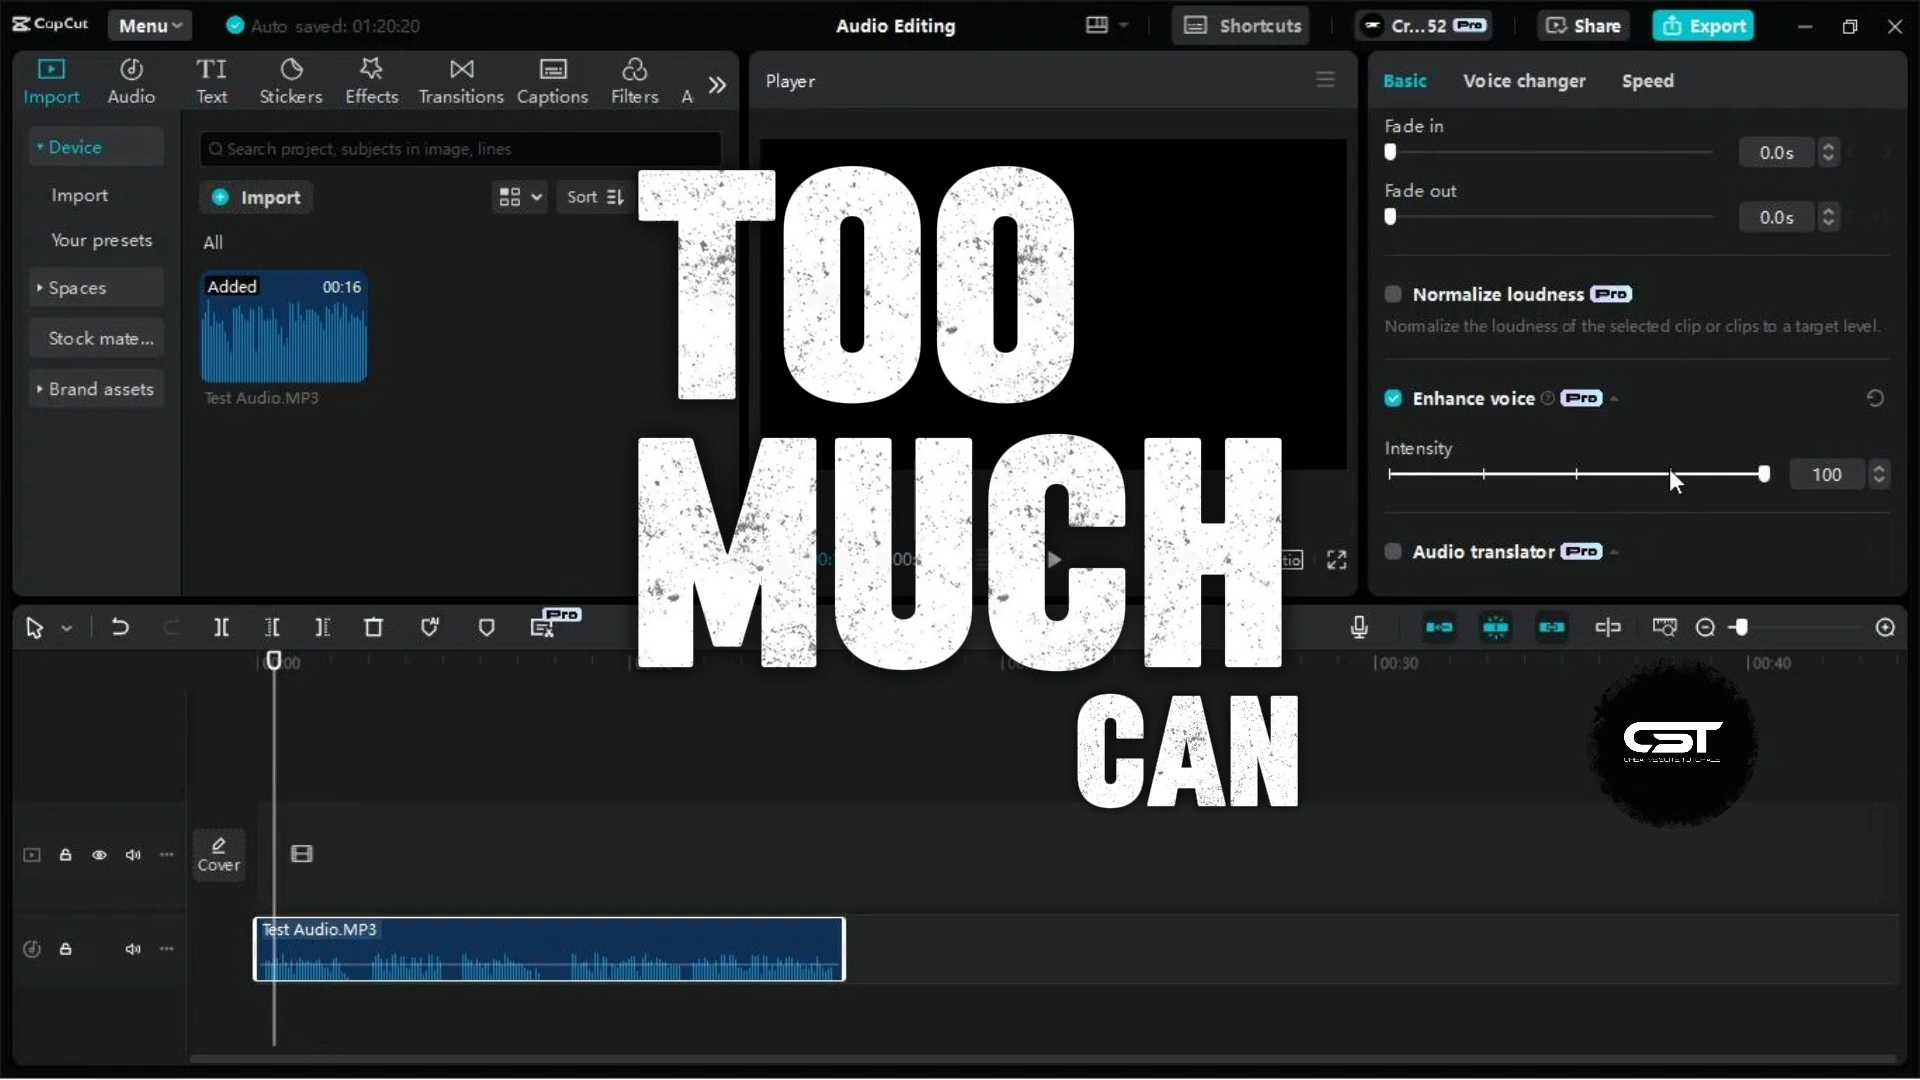 CapCut
Menu
Auto saved: 01:20:20
Audio Editing
Shortcuts
Cr...52 Pro
Share
Export
Import
Audio
TI
Text
Stickers
Effects
Transitions
Captions
Filters
A
Player
Basic
Voice changer
Speed
Device
Import
Your presets
Spaces
Stock mate...
Brand assets
Search project, subjects in image, lines
Import
Sort
All
Added
00:16
Test Audio.MP3
TOO
MUCH
CAN
Fade in
0.0s
Fade out
0.0s
Normalize loudness Pro
Normalize the loudness of the selected clip or clips to a target level.
Enhance voice Pro
Intensity
100
Audio translator Pro
Pro
00:30
00:40
CST
Cover
Test Audio.MP3